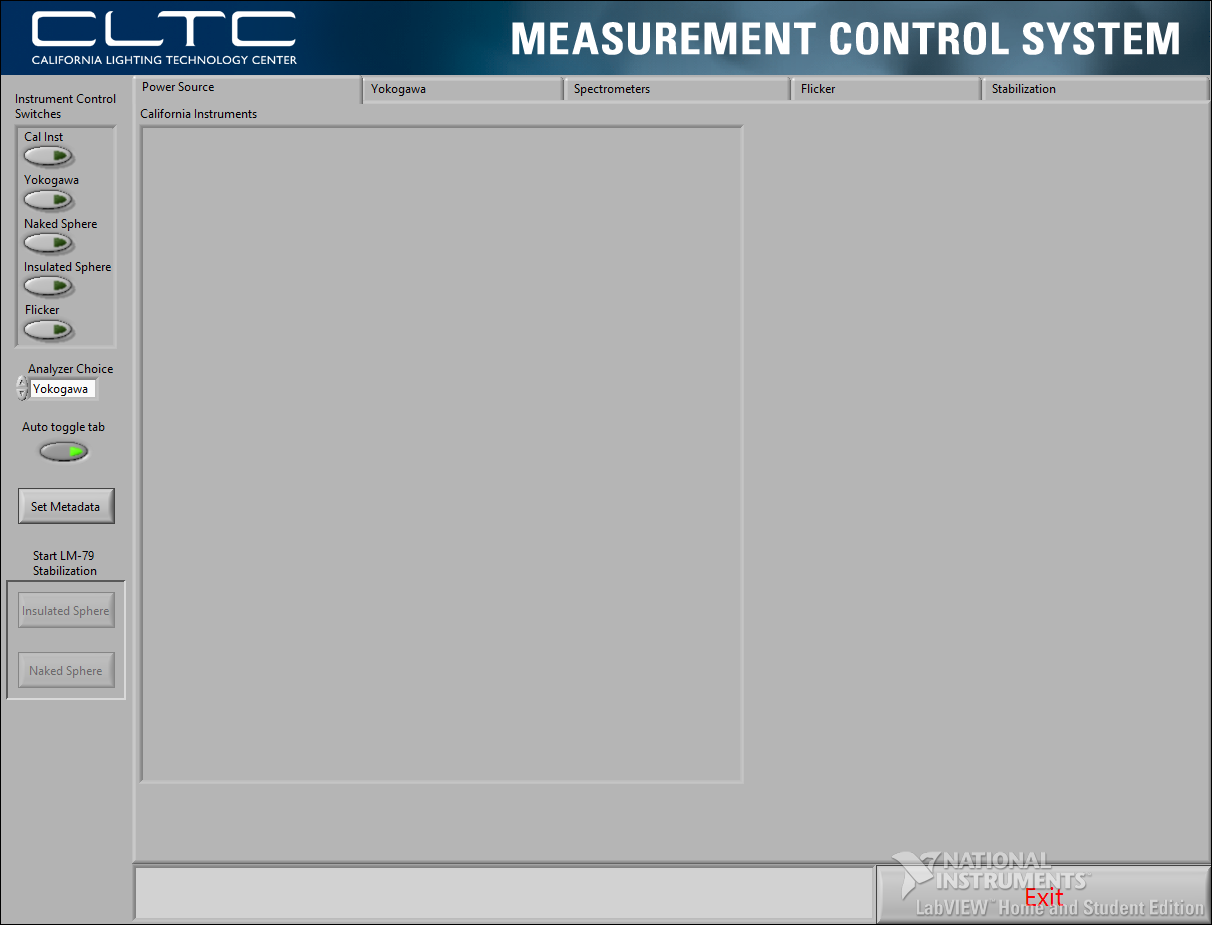 CLTC
CALIFORNIA LIGHTING TECHNOLOGY CENTER
MEASUREMENT CONTROL SYSTEM
Instrument Control
Switches
Cal Inst
Yokogawa
Naked Sphere
Insulated Sphere
Flicker
Analyzer Choice
Yokogawa
Auto toggle tab
Set Metadata
Start LM-79
Stabilization
Insulated Sphere
Naked Sphere
Power Source
Yokogawa
Spectrometers
Flicker
Stabilization
California Instruments
NATIONAL
INSTRUMENTS™
LabVIEW™ Home and Student Edition
Exit